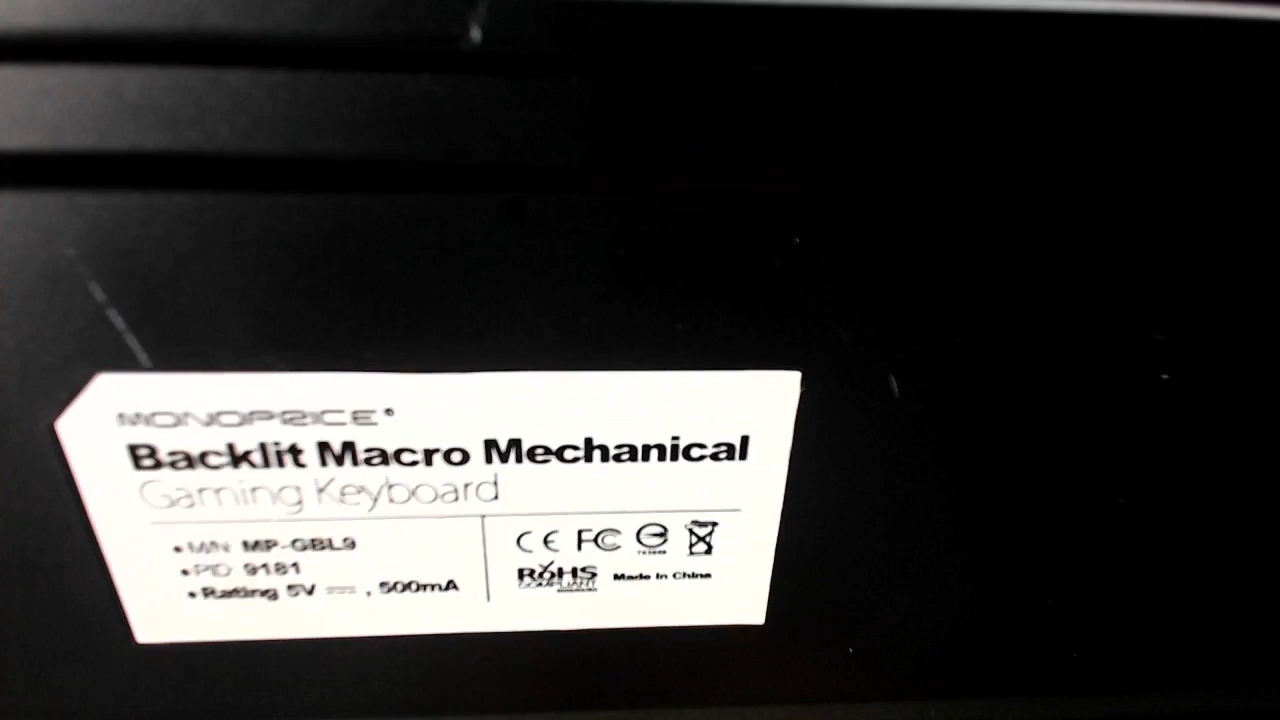 MONOPRICE®
Backlit Macro Mechanical
Gaming Keyboard
• M/N MP-GBL9
• PID 9181
• Rating 5V ⎓ , 500mA
CE FC
RoHS
COMPLIANT
Made in China